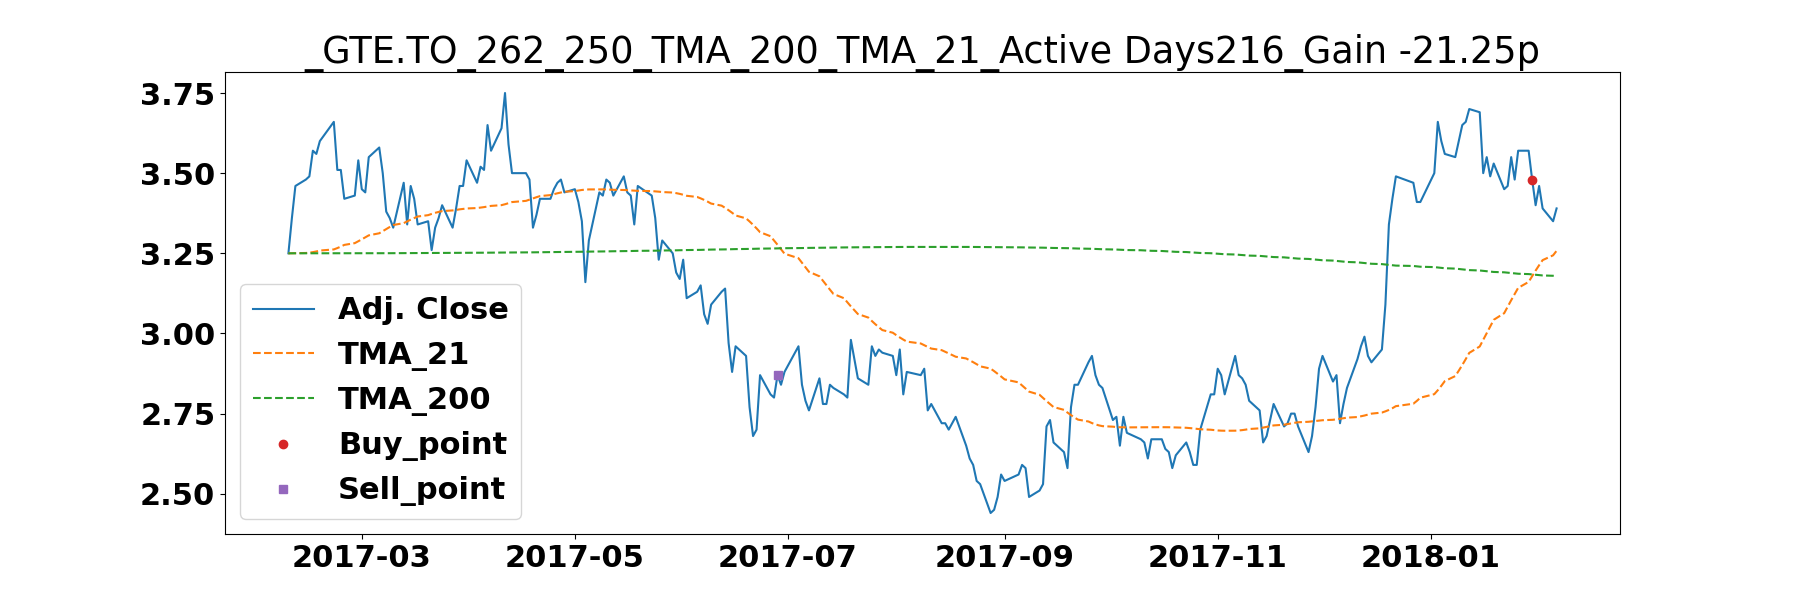 _GTE.TO_262_250_TMA_200_TMA_21_Active Days216_Gain -21.25p
3.75
3.50
3.25
3.00
2.75
2.50
Adj. Close
TMA_21
TMA_200
Buy_point
Sell_point
2017-03 2017-05 2017-07 2017-09 2017-11 2018-01